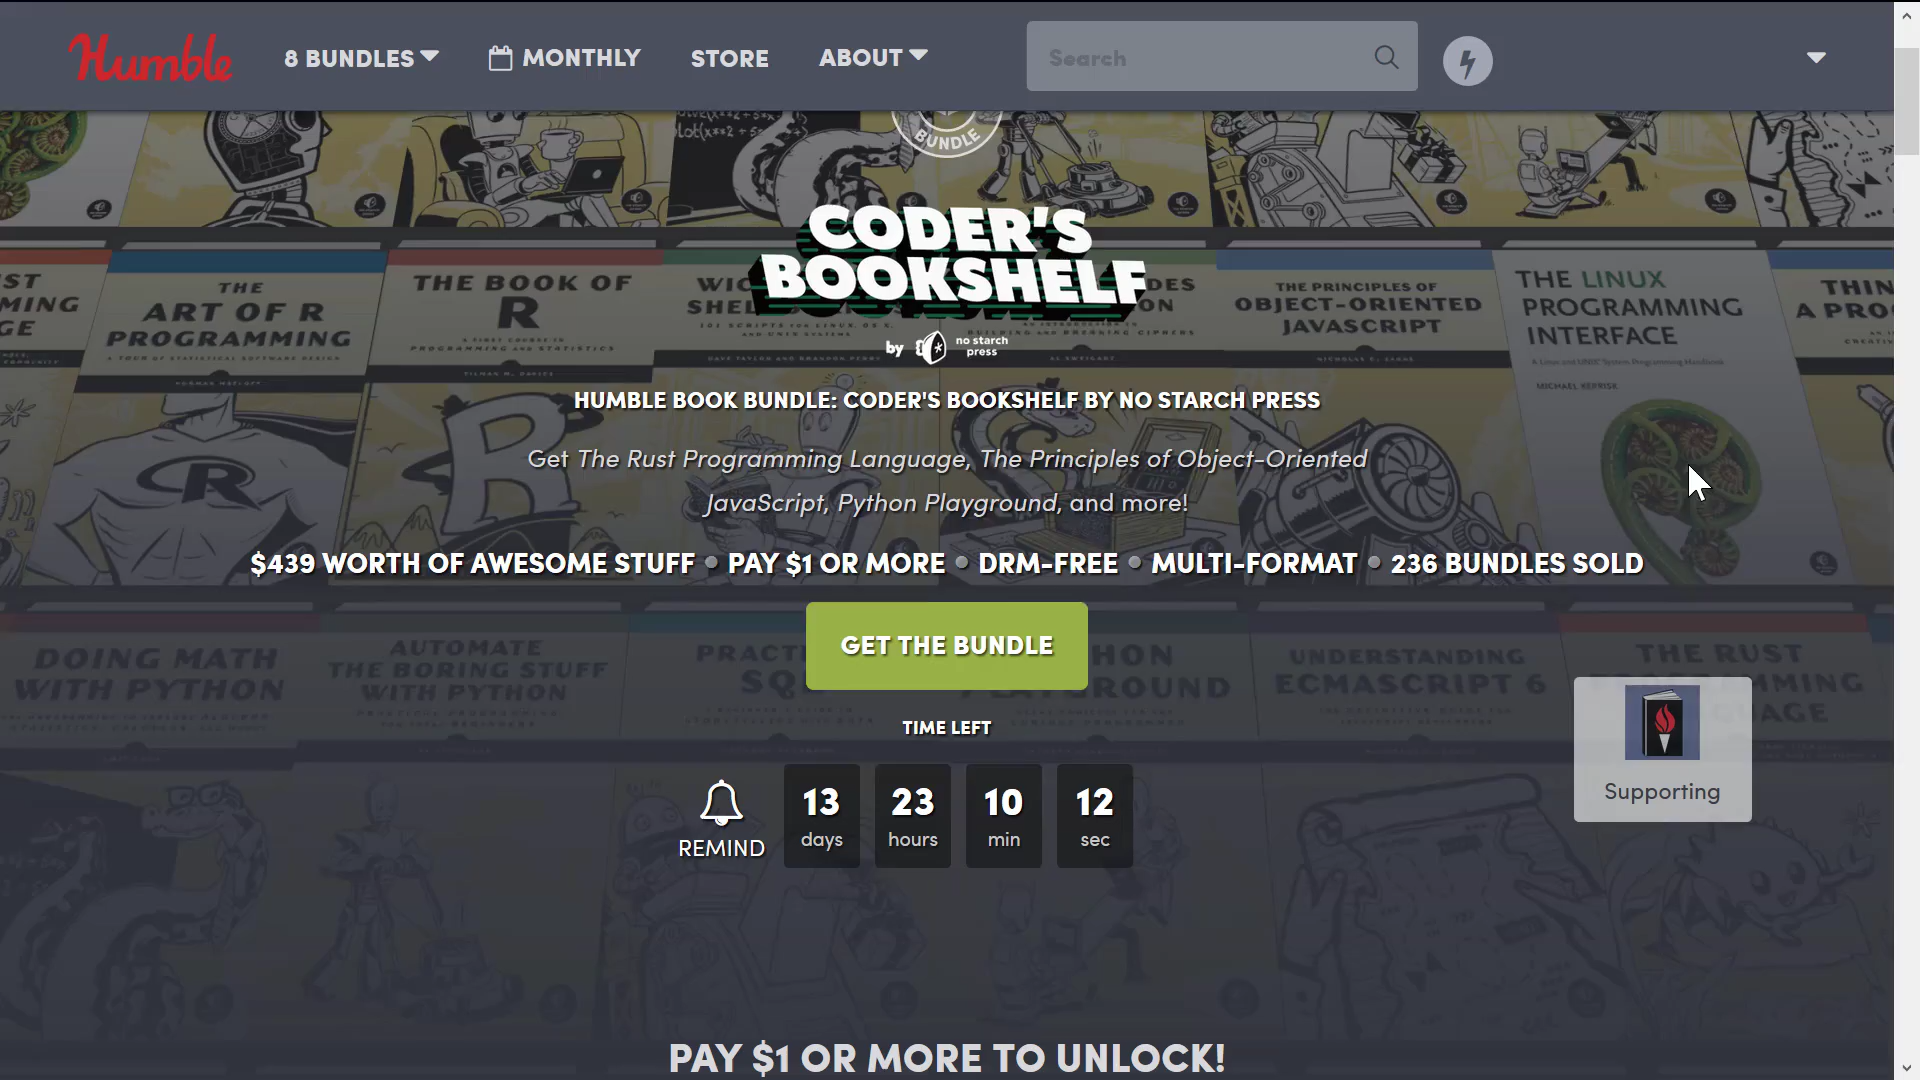 Humble
8 BUNDLES
MONTHLY
STORE
ABOUT
Search
BUNDLE
CODER'S
BOOKSHELF
by no starch
press
THE
ART OF R
PROGRAMMING
THE BOOK OF
R
THE PRINCIPLES OF
OBJECT-ORIENTED
JAVASCRIPT
THE LINUX
PROGRAMMING
INTERFACE
MICHAEL KERRISK
HUMBLE BOOK BUNDLE: CODER'S BOOKSHELF BY NO STARCH PRESS
Get The Rust Programming Language, The Principles of Object-Oriented
JavaScript, Python Playground, and more!
$439 WORTH OF AWESOME STUFF • PAY $1 OR MORE • DRM-FREE • MULTI-FORMAT • 236 BUNDLES SOLD
GET THE BUNDLE
DOING MATH
WITH PYTHON
AUTOMATE
THE BORING STUFF
WITH PYTHON
UNDERSTANDING
ECMASCRIPT 6
THE RUST
TIME LEFT
REMIND
13
days
23
hours
10
min
12
sec
Supporting
PAY $1 OR MORE TO UNLOCK!